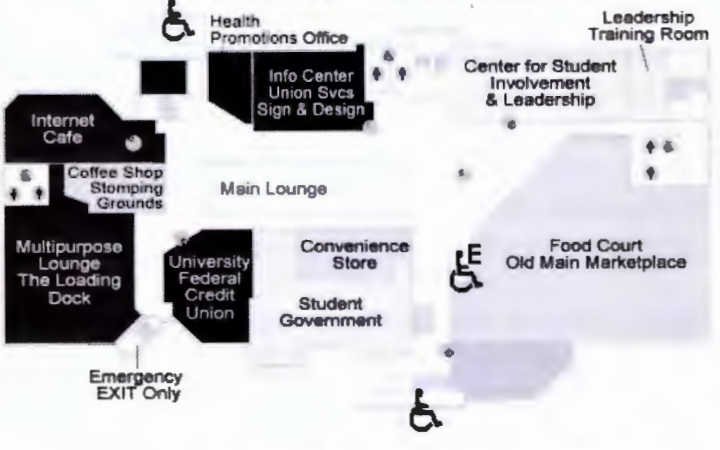 Health
Promotions Office
Leadership
Training Room
Info Center
Union Svcs
Sign & Design
Center for Student
Involvement
& Leadership
Internet
Cafe
Coffee Shop
Stomping
Grounds
Main Lounge
Multipurpose
Lounge
The Loading
Dock
University
Federal
Credit
Union
Convenience
Store
Student
Government
E
Food Court
Old Main Marketplace
Emergency
EXIT Only